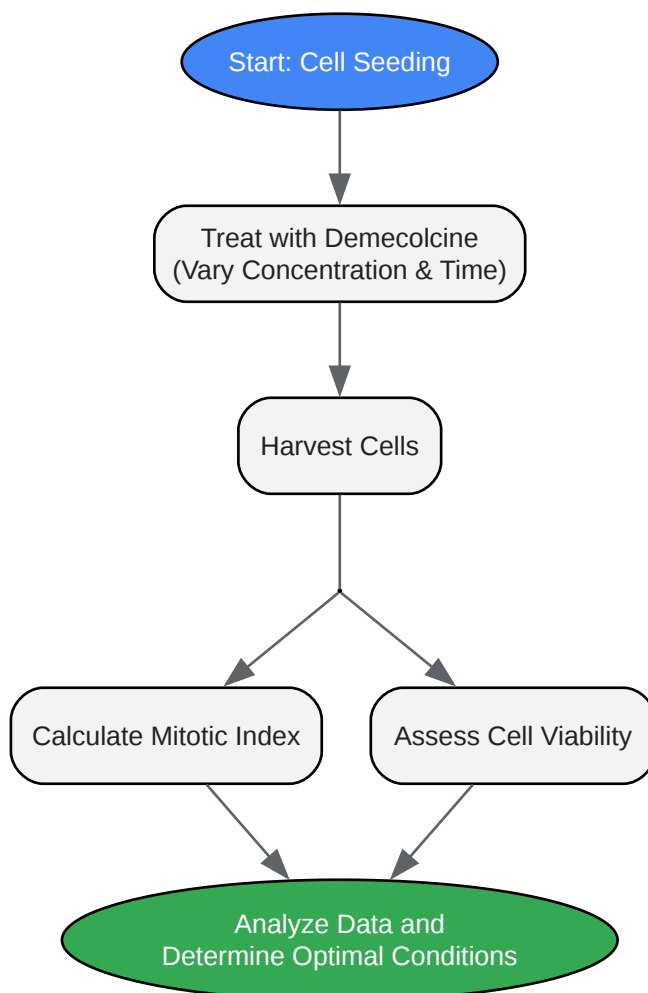 Start: Cell Seeding
Treat with Demecolcine
(Vary Concentration & Time)
Harvest Cells
Calculate Mitotic Index
Assess Cell Viability
Analyze Data and
Determine Optimal Conditions